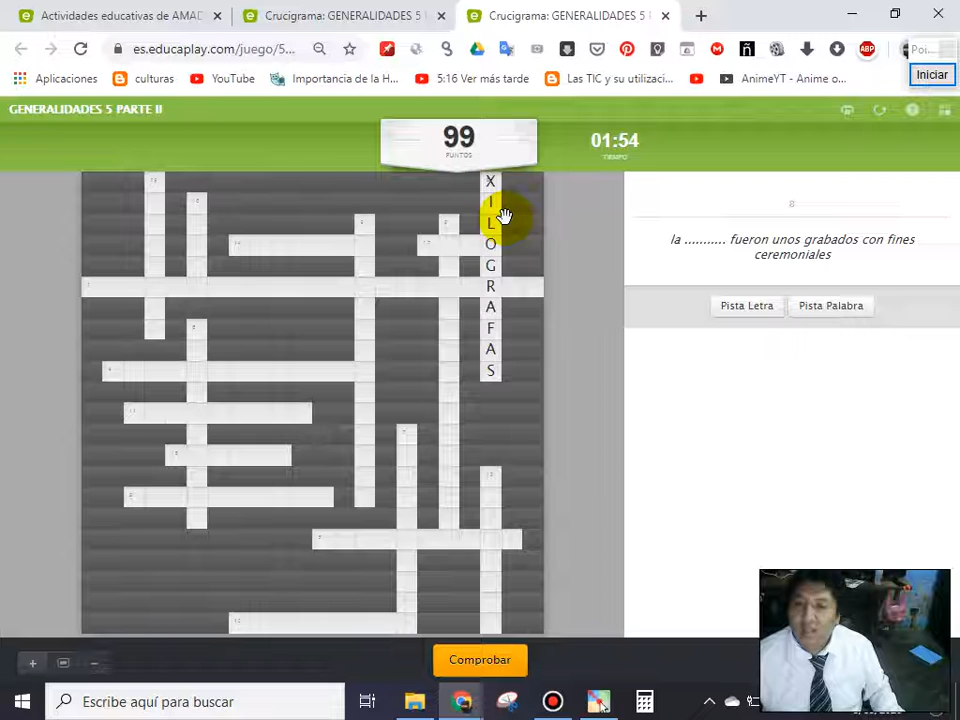 Actividades educativas de AMAD
Crucigrama: GENERALIDADES 5
Crucigrama: GENERALIDADES 5 F
es.educaplay.com/juego/5...
Iniciar
Aplicaciones
culturas
YouTube
Importancia de la H...
5:16 Ver más tarde
Las TIC y su utilizaci...
AnimeYT - Anime o...
GENERALIDADES 5 PARTE II
99
PUNTOS
01:54
TIEMPO
X
I
L
O
G
R
A
F
A
S
8
la ........... fueron unos grabados con fines
ceremoniales
Pista Letra
Pista Palabra
Comprobar
Escribe aquí para buscar